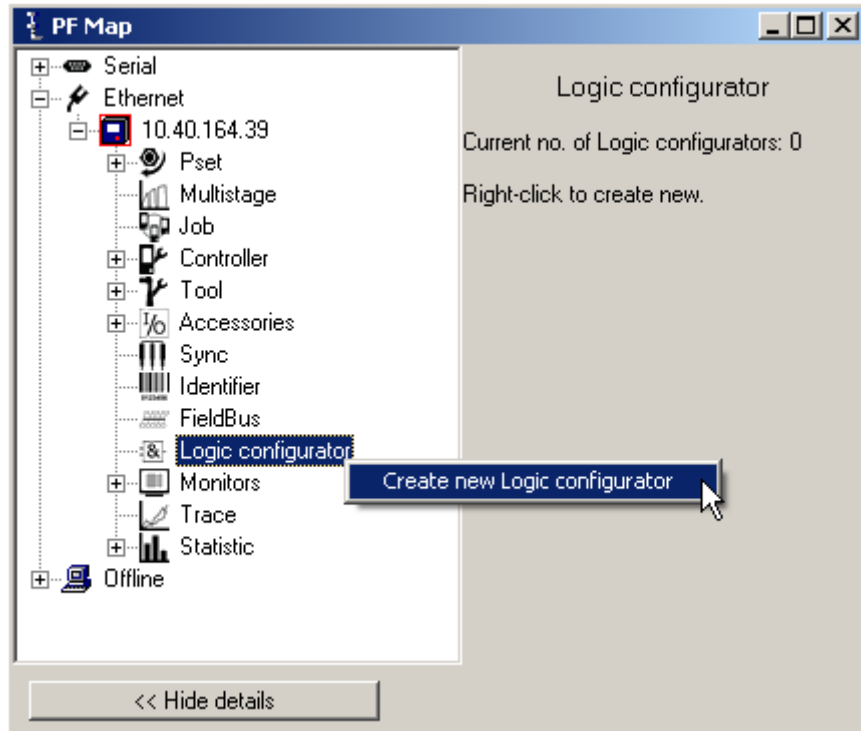 PF Map
Serial
Ethernet
10.40.164.39
Pset
Multistage
Job
Controller
Tool
I/O Accessories
Sync
Identifier
FieldBus
& Logic configurator
Monitors
Trace
Statistic
Offline
<< Hide details
Logic configurator
Current no. of Logic configurators: 0
Right-click to create new.
Create new Logic configurator